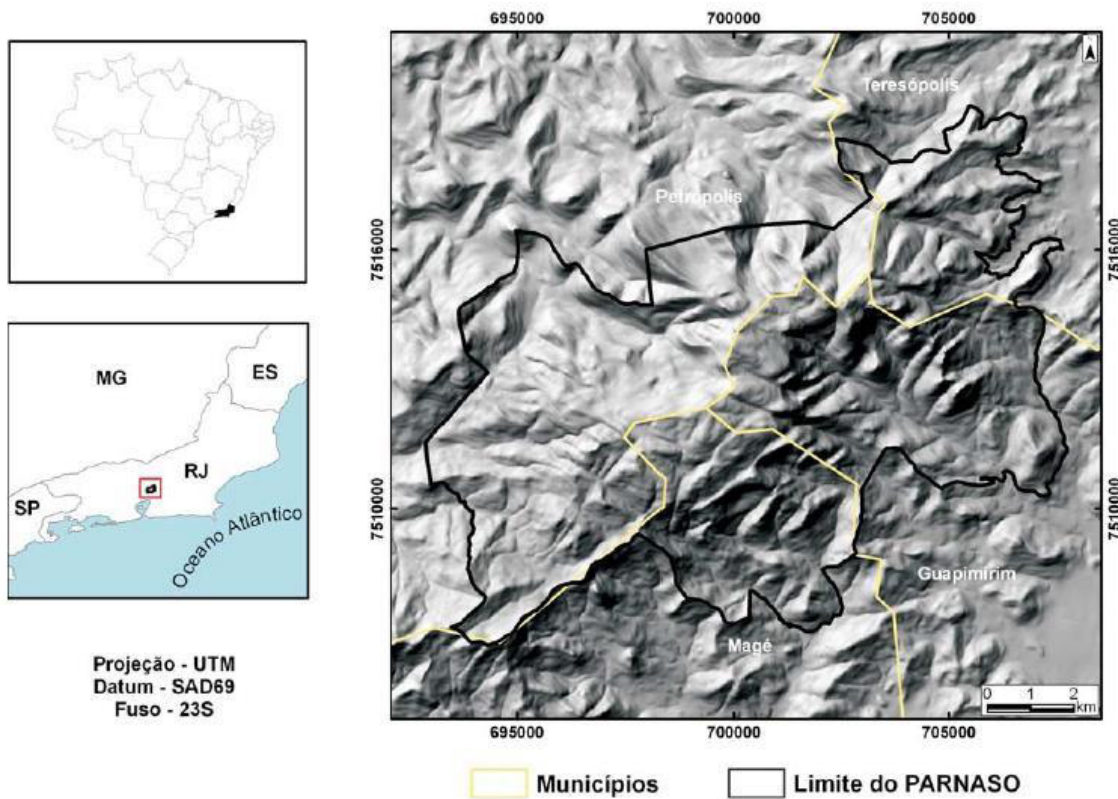 695000
700000
705000
Teresópolis
Petrópolis
7516000
7516000
MG
ES
RJ
SP
Oceano Atlântico
7510000
7510000
Guapimirim
Magé
Projeção - UTM
Datum - SAD69
Fuso - 23S
0 1 2
km
695000
700000
705000
Municípios
Limite do PARNASO